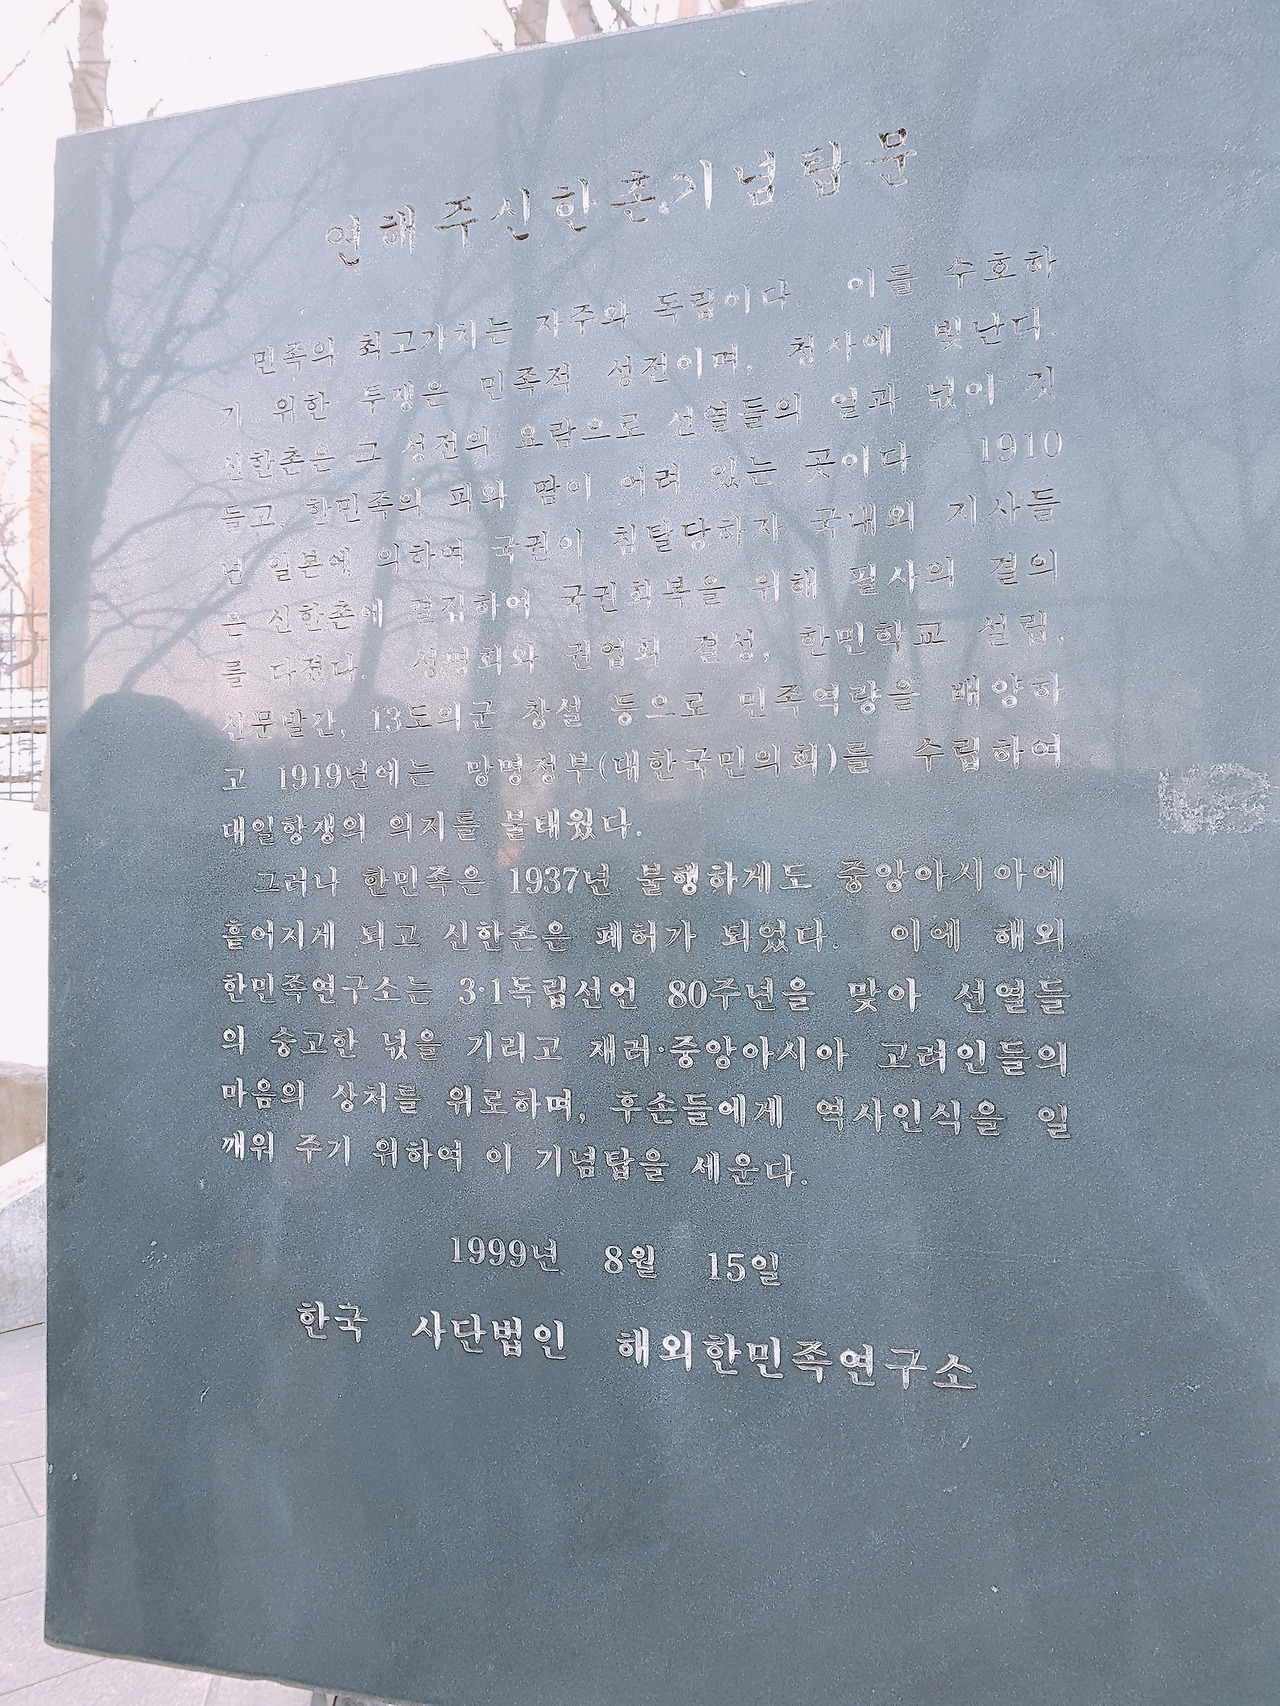 연해주신한촌기념탑문
민족의 최고가치는 자주와 독립이다. 이를 수호하
기 위한 투쟁은 민족적 성전이며, 청사에 빛난다.
신한촌은 그 성전의 요람으로 선열들의 얼과 넋이 깃
들고, 한민족의 피와 땀이 어려 있는 곳이다. 1910
년 일본에 의하여 국권이 침탈당하자 국내외 지사들
은 신한촌에 결집하여 국권회복을 위해 필사의 결의
를 다졌다. 성명회와 권업회 결성, 한민학교 설립,
신문발간, 13도의군 창설 등으로 민족역량을 배양하
고 1919년에는 망명정부(대한국민의회)를 수립하여
대일항쟁의 의지를 불태웠다.
그러나 한민족은 1937년 불행하게도 중앙아시아에
흩어지게 되고 신한촌은 폐허가 되었다. 이에 해외
한민족연구소는 3·1독립선언 80주년을 맞아 선열들
의 숭고한 넋을 기리고 재러·중앙아시아 고려인들의
마음의 상처를 위로하며, 후손들에게 역사인식을 일
깨워 주기 위하여 이 기념탑을 세운다.
1999년 8월 15일
한국 사단법인 해외한민족연구소